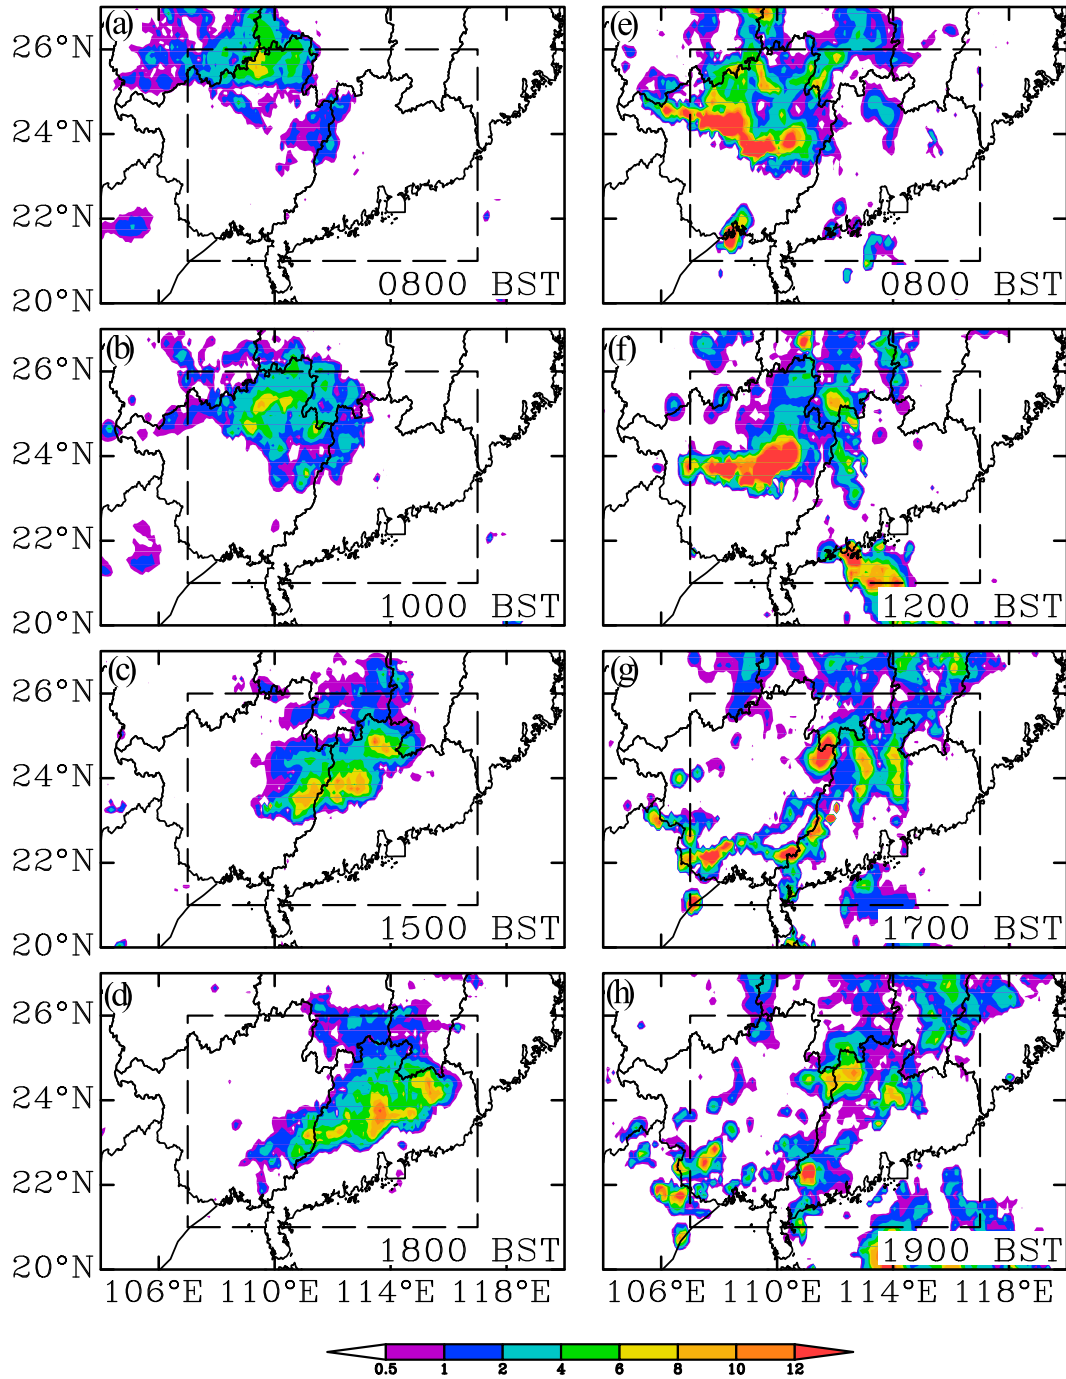 (a) (e)
26°N
24°N
22°N
20°N
0800 BST 0800 BST
(b) (f)
26°N
24°N
22°N
20°N
1000 BST 1200 BST
(c) (g)
26°N
24°N
22°N
20°N
1500 BST 1700 BST
(d) (h)
26°N
24°N
22°N
20°N
1800 BST 1900 BST
106°E 110°E 114°E 118°E 106°E 110°E 114°E 118°E
0.5 1 2 4 6 8 10 12